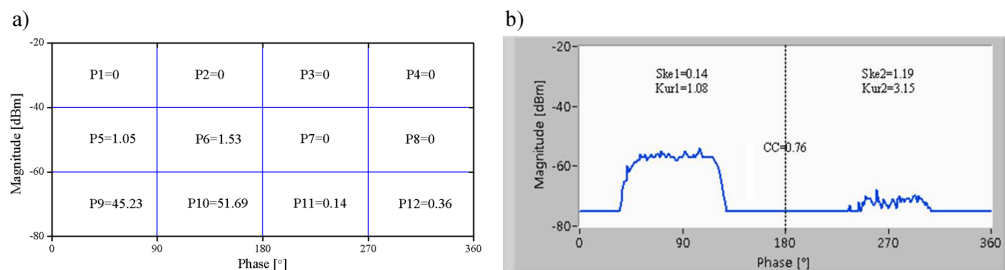 a)
-20
P1=0 P2=0 P3=0 P4=0
-40
P5=1.05 P6=1.53 P7=0 P8=0
-60
P9=45.23 P10=51.69 P11=0.14 P12=0.36
-80
0 90 180 270 360
Phase [°]
Magnitude [dBm]
b)
-20
Ske1=0.14 Ske2=1.19
Kur1=1.08 Kur2=3.15
-40
CC=0.76
-60
-80
0 90 180 270 360
Phase [°]
Magnitude [dBm]